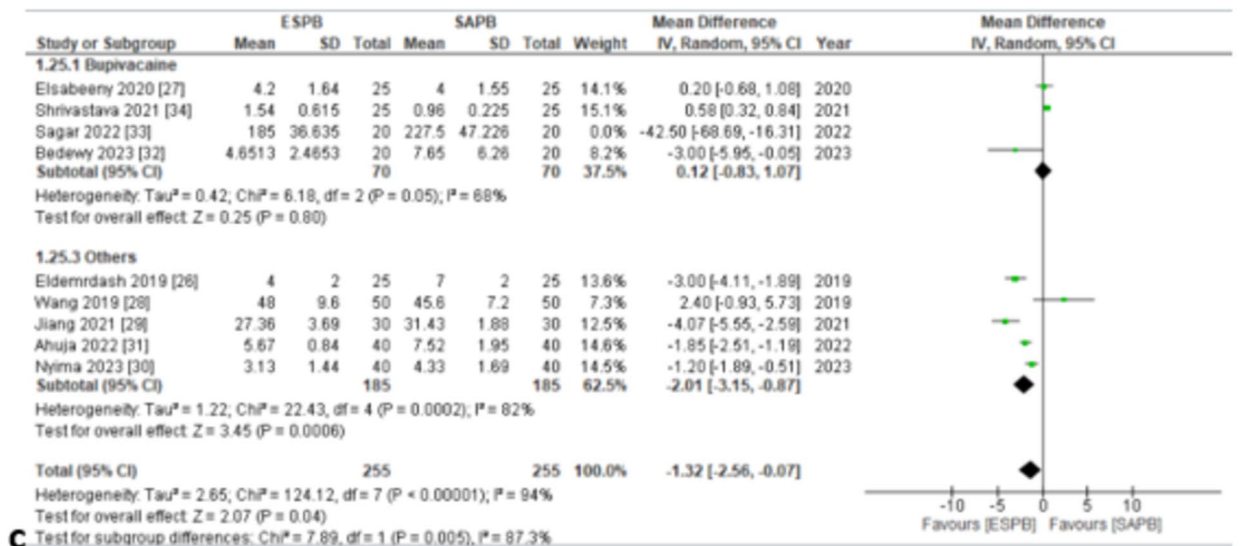 ESPB SAPB Mean Difference Mean Difference
Study or Subgroup Mean SD Total Mean SD Total Weight IV, Random, 95% CI Year IV, Random, 95% CI
1.25.1 Bupivacaine
Elsabeeny 2020 [27] 4.2 1.64 25 4 1.55 25 14.1% 0.20 [-0.68, 1.08] 2020
Shrivastava 2021 [34] 1.54 0.615 25 0.96 0.225 25 15.1% 0.58 [0.32, 0.84] 2021
Sagar 2022 [33] 185 36.635 20 227.5 47.226 20 0.0% -42.50 [-68.69, -16.31] 2022
Bedewy 2023 [32] 4.6513 2.4653 20 7.65 6.26 20 8.2% -3.00 [-5.95, -0.05] 2023
Subtotal (95% CI) 70 70 37.5% 0.12 [-0.83, 1.07]
Heterogeneity: Tau² = 0.42; Chi² = 6.18, df = 2 (P = 0.05); I² = 68%
Test for overall effect: Z = 0.25 (P = 0.80)
1.25.3 Others
Eldemrdash 2019 [26] 4 2 25 7 2 25 13.6% -3.00 [-4.11, -1.89] 2019
Wang 2019 [28] 48 9.6 50 45.6 7.2 50 7.3% 2.40 [-0.93, 5.73] 2019
Jiang 2021 [29] 27.36 3.69 30 31.43 1.88 30 12.5% -4.07 [-5.55, -2.59] 2021
Ahuja 2022 [31] 5.67 0.84 40 7.52 1.95 40 14.6% -1.85 [-2.51, -1.19] 2022
Nyima 2023 [30] 3.13 1.44 40 4.33 1.69 40 14.5% -1.20 [-1.89, -0.51] 2023
Subtotal (95% CI) 185 185 62.5% -2.01 [-3.15, -0.87]
Heterogeneity: Tau² = 1.22; Chi² = 22.43, df = 4 (P = 0.0002); I² = 82%
Test for overall effect: Z = 3.45 (P = 0.0006)
Total (95% CI) 255 255 100.0% -1.32 [-2.56, -0.07]
Heterogeneity: Tau² = 2.65; Chi² = 124.12, df = 7 (P < 0.00001); I² = 94%
-10 -5 0 5 10
Test for overall effect: Z = 2.07 (P = 0.04)
Favours [ESPB] Favours [SAPB]
C Test for subgroup differences: Chi² = 7.89, df = 1 (P = 0.005), I² = 87.3%